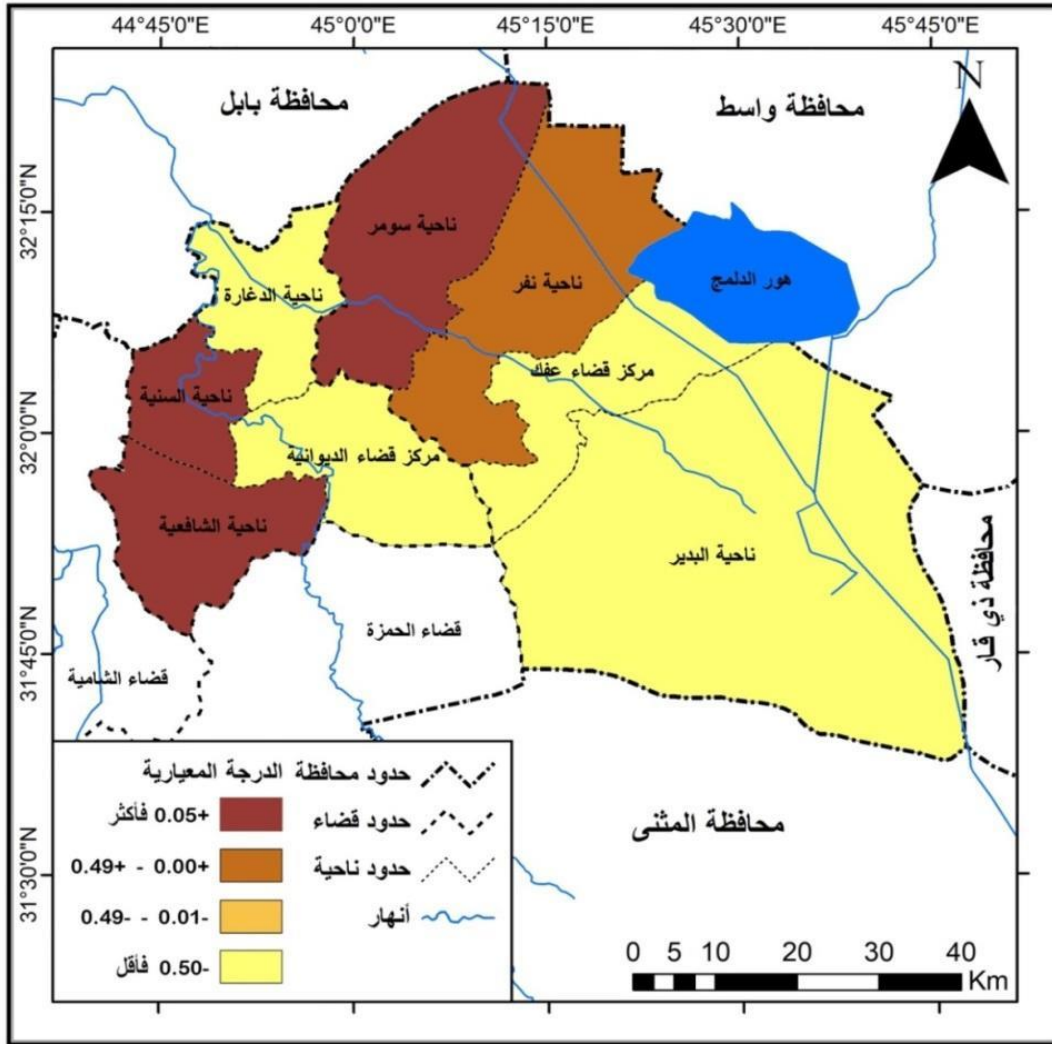 44°45'0"E
45°0'0"E
45°15'0"E
45°30'0"E
45°45'0"E
N
محافظة بابل
محافظة واسط
32°15'0"N
ناحية سومر
ناحية الدغارة
ناحية نفر
هور الدلمج
مركز قضاء عفك
ناحية السنية
32°0'0"N
مركز قضاء الديوانية
ناحية الشافعية
ناحية البدير
محافظة ذي قار
قضاء الحمزة
31°45'0"N
قضاء الشامية
محافظة المثنى
31°30'0"N
حدود محافظة
حدود قضاء
حدود ناحية
أنهار
الدرجة المعيارية
+0.05 فأكثر
+0.00 - +0.49
-0.01 - -0.49
-0.50 فأقل
0 5 10 20 30 40
Km